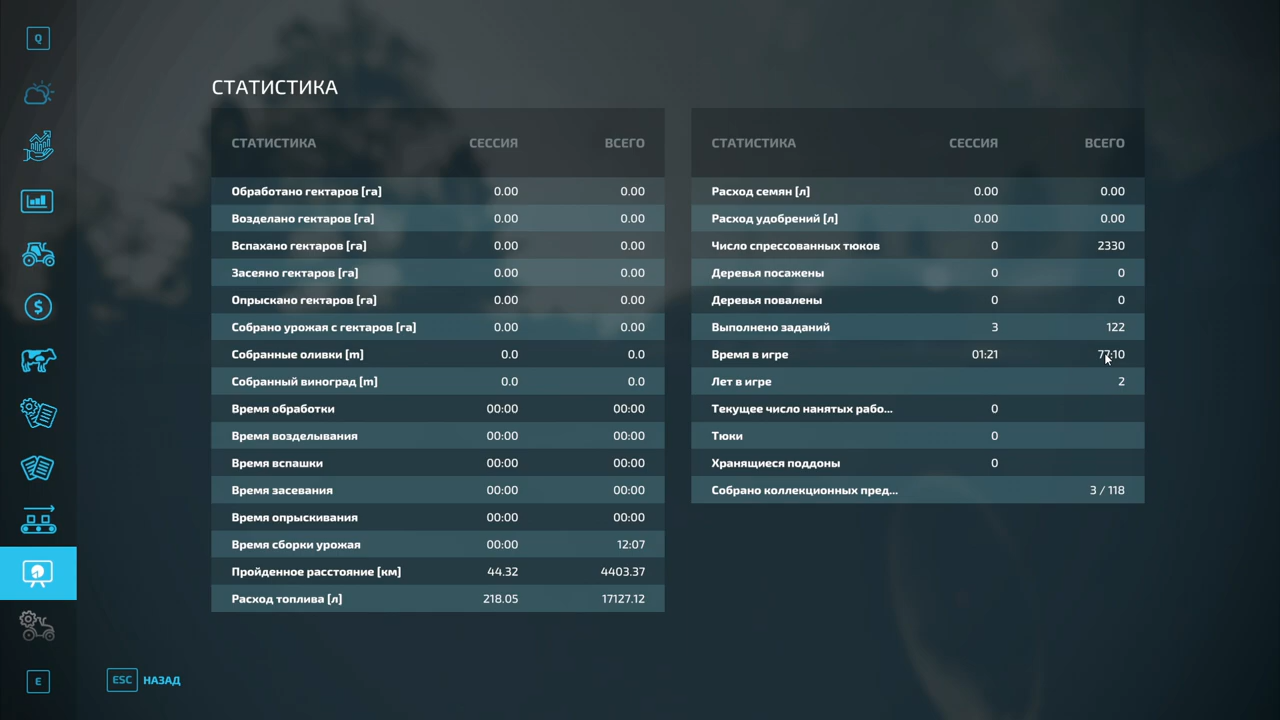 Q
СТАТИСТИКА
СТАТИСТИКА СЕССИЯ ВСЕГО
Обработано гектаров [га] 0.00 0.00
Возделано гектаров [га] 0.00 0.00
Вспахано гектаров [га] 0.00 0.00
Засеяно гектаров [га] 0.00 0.00
Опрыскано гектаров [га] 0.00 0.00
Собрано урожая с гектаров [га] 0.00 0.00
Собранные оливки [m] 0.0 0.0
Собранный виноград [m] 0.0 0.0
Время обработки 00:00 00:00
Время возделывания 00:00 00:00
Время вспашки 00:00 00:00
Время засевания 00:00 00:00
Время опрыскивания 00:00 00:00
Время сборки урожая 00:00 12:07
Пройденное расстояние [км] 44.32 4403.37
Расход топлива [л] 218.05 17127.12
СТАТИСТИКА СЕССИЯ ВСЕГО
Расход семян [л] 0.00 0.00
Расход удобрений [л] 0.00 0.00
Число спрессованных тюков 0 2330
Деревья посажены 0 0
Деревья повалены 0 0
Выполнено заданий 3 122
Время в игре 01:21 77:10
Лет в игре 2
Текущее число нанятых рабо... 0
Тюки 0
Хранящиеся поддоны 0
Собрано коллекционных пред... 3 / 118
E
ESC НАЗАД